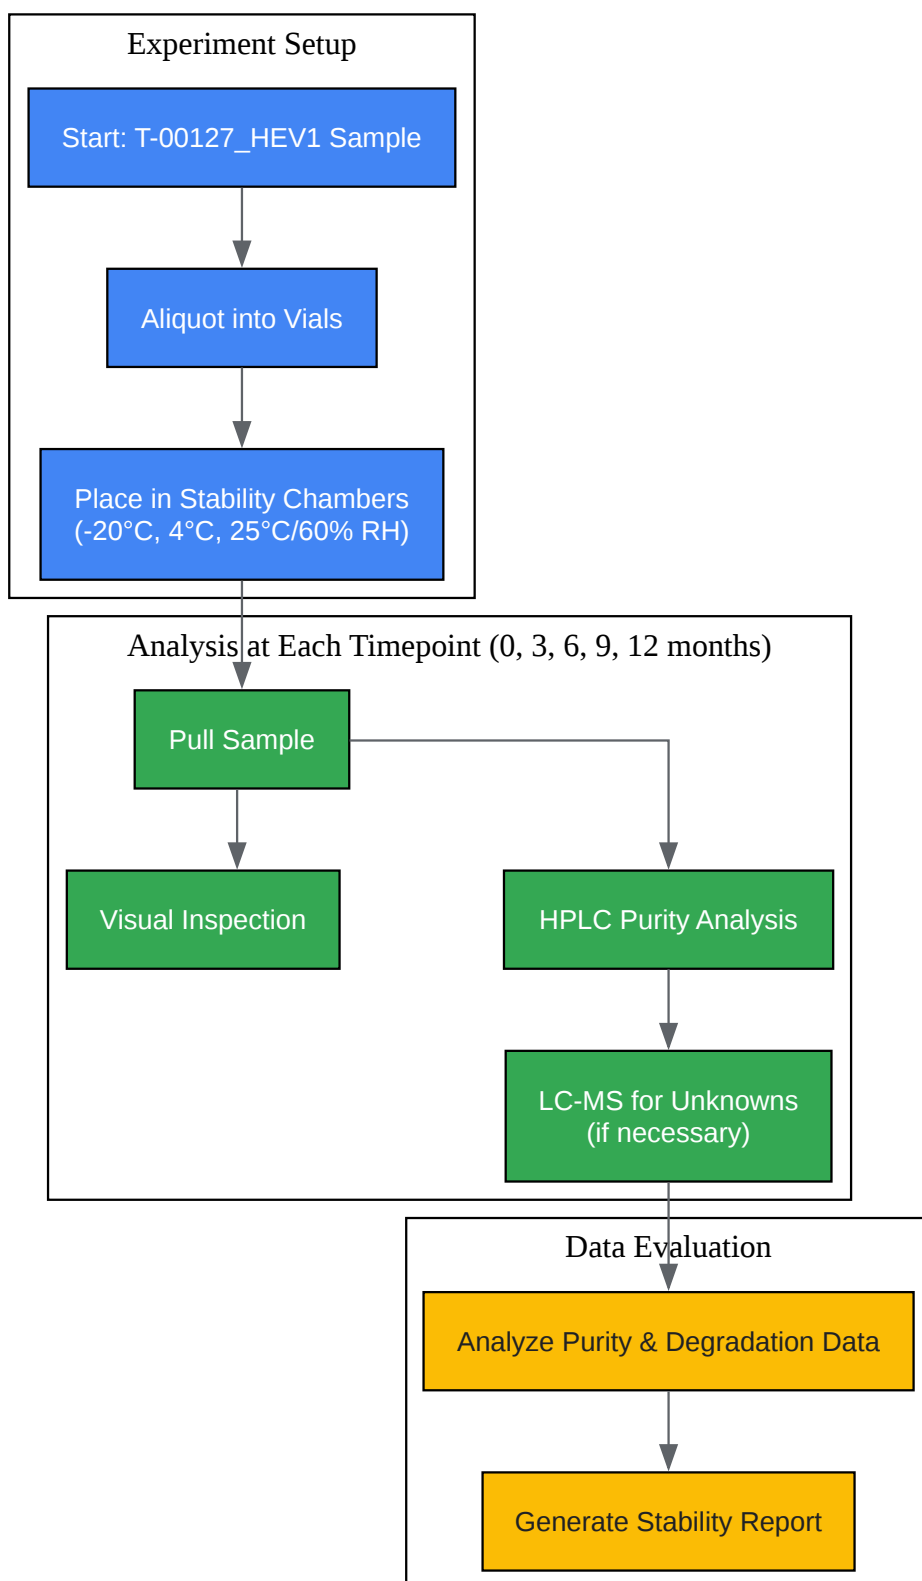 Experiment Setup
Start: T-00127_HEV1 Sample
Aliquot into Vials
Place in Stability Chambers
(-20°C, 4°C, 25°C/60% RH)
Analysis at Each Timepoint (0, 3, 6, 9, 12 months)
Pull Sample
Visual Inspection
HPLC Purity Analysis
LC-MS for Unknowns
(if necessary)
Data Evaluation
Analyze Purity & Degradation Data
Generate Stability Report